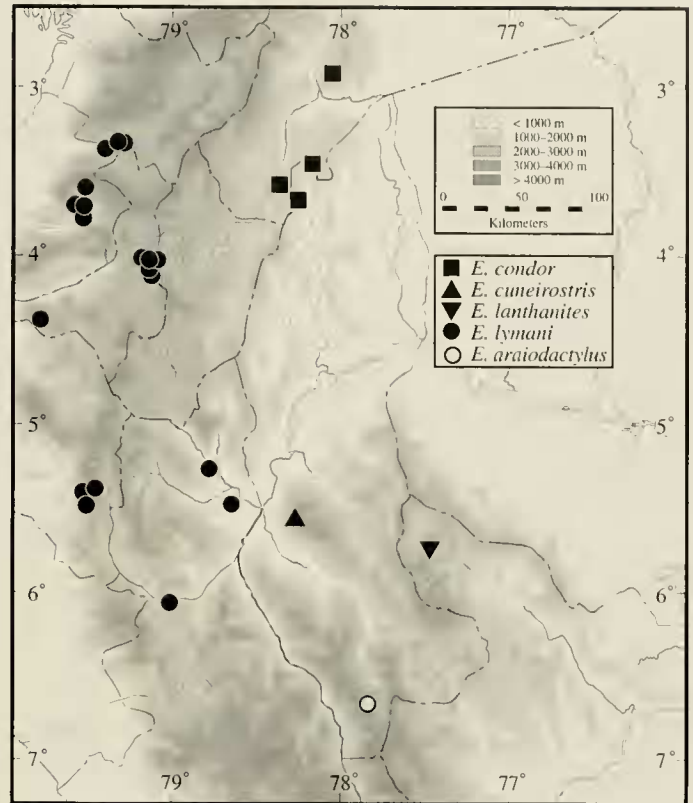 79° 78° 77°
3° 3°
< 1000 m
1000–2000 m
2000–3000 m
3000–4000 m
> 4000 m
0 50 100
Kilometers
4° 4°
E. condor
E. cuneirostris
E. lanthanites
E. lymani
E. araiodactylus
5° 5°
6° 6°
7° 7°
79° 78° 77°